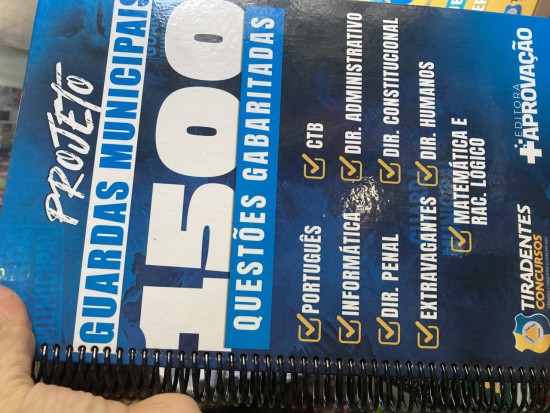 PROJETO
GUARDAS MUNICIPAIS
1500
QUESTÕES GABARITADAS
PORTUGUÊS
CTB
INFORMÁTICA
DIR. ADMINISTRATIVO
DIR. PENAL
DIR. CONSTITUCIONAL
EXTRAVAGANTES
DIR. HUMANOS
MATEMÁTICA E
RAC. LÓGICO
TIRADENTES
CONCURSOS
EDITORA
+APROVAÇÃO